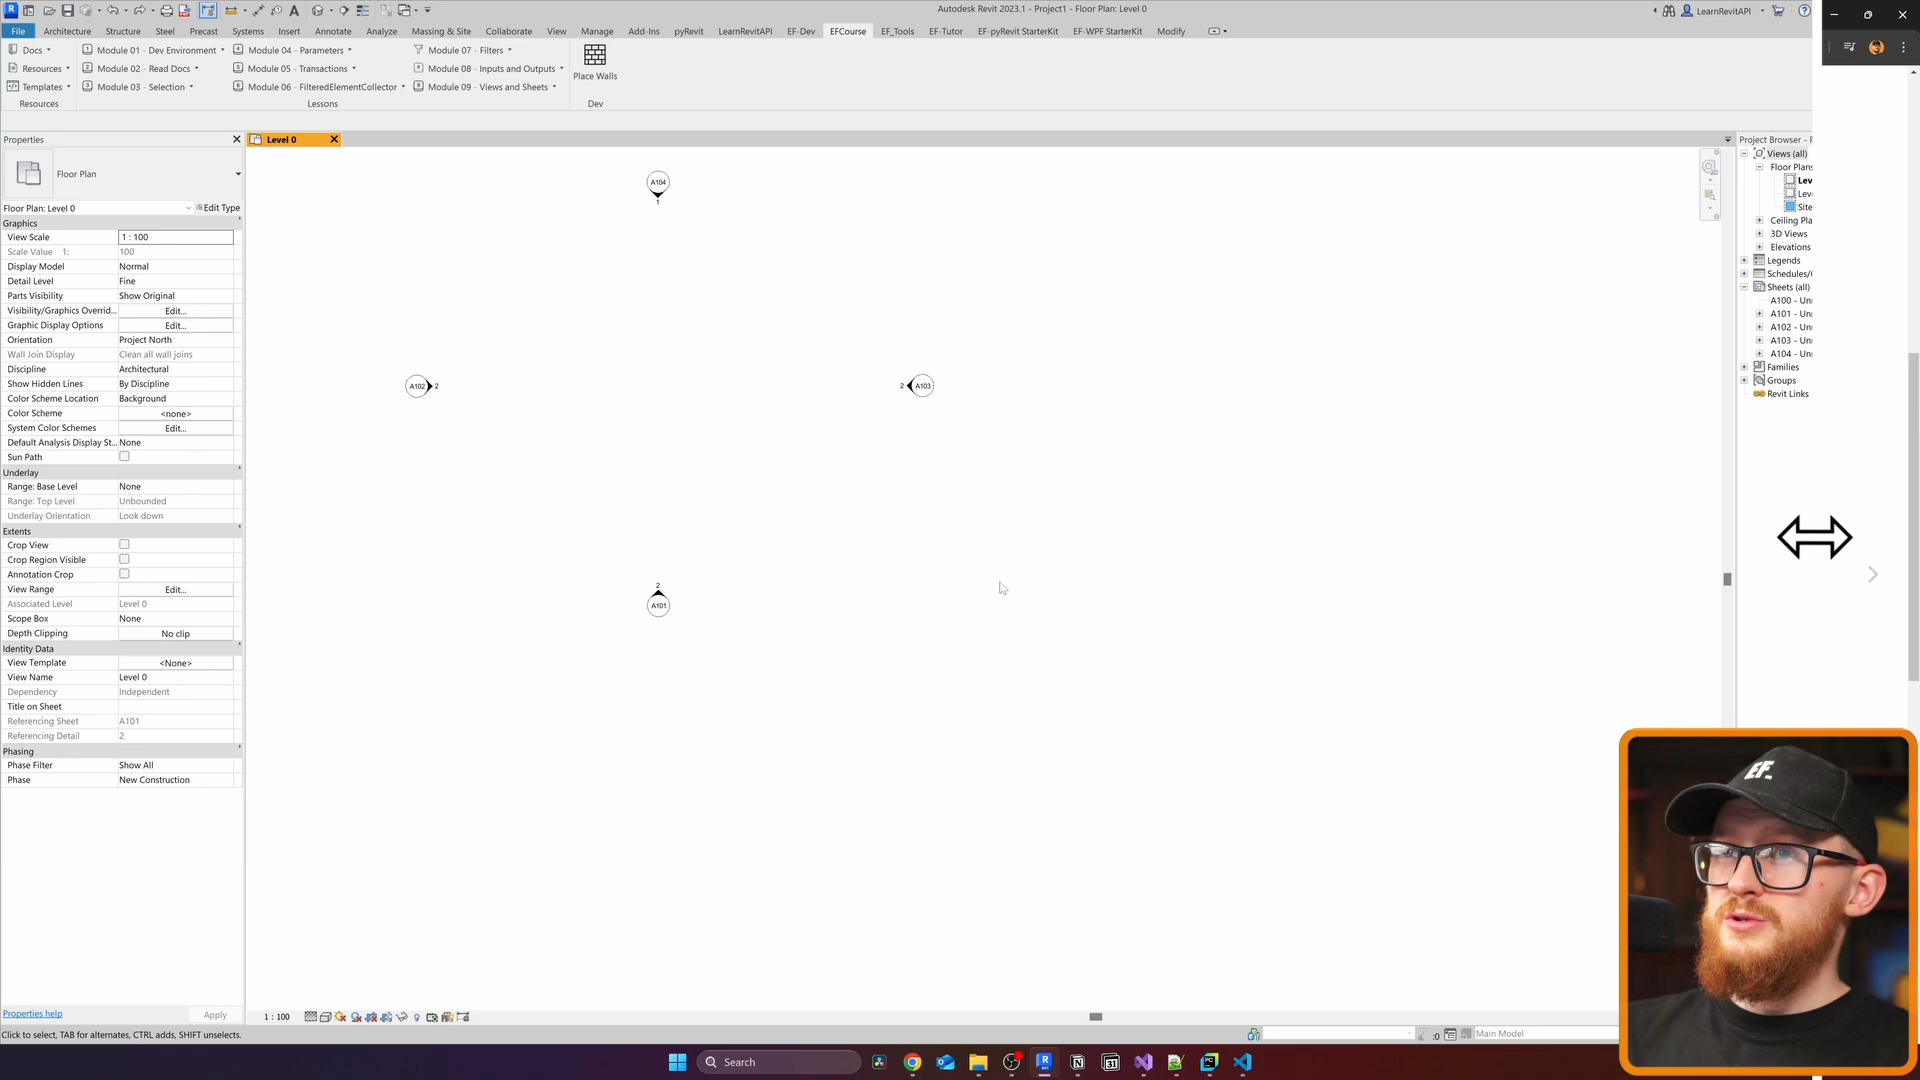 Autodesk Revit 2023.1 - Project1 - Floor Plan: Level 0
LearnRevitAPI
File Architecture Structure Steel Precast Systems Insert Annotate Analyze Massing & Site Collaborate View Manage Add-Ins pyRevit LearnRevitAPI EF-Dev EFCourse EF_Tools EF-Tutor EF-pyRevit StarterKit EF-WPF StarterKit Modify
Docs
Resources
Templates
Resources
Module 01 - Dev Environment
Module 02 - Read Docs
Module 03 - Selection
Module 04 - Parameters
Module 05 - Transactions
Module 06 - FilteredElementCollector
Module 07 - Filters
Module 08 - Inputs and Outputs
Module 09 - Views and Sheets
Lessons
Place Walls
Dev
Properties
Floor Plan
Floor Plan: Level 0 Edit Type
Graphics
View Scale 1 : 100
Scale Value 1: 100
Display Model Normal
Detail Level Fine
Parts Visibility Show Original
Visibility/Graphics Overrid... Edit...
Graphic Display Options Edit...
Orientation Project North
Wall Join Display Clean all wall joins
Discipline Architectural
Show Hidden Lines By Discipline
Color Scheme Location Background
Color Scheme <none>
System Color Schemes Edit...
Default Analysis Display St... None
Sun Path
Underlay
Range: Base Level None
Range: Top Level Unbounded
Underlay Orientation Look down
Extents
Crop View
Crop Region Visible
Annotation Crop
View Range Edit...
Associated Level Level 0
Scope Box None
Depth Clipping No clip
Identity Data
View Template <None>
View Name Level 0
Dependency Independent
Title on Sheet
Referencing Sheet A101
Referencing Detail 2
Phasing
Phase Filter Show All
Phase New Construction
Properties help Apply
Level 0
A104
1
A102 2
2 A103
2
A101
Project Browser - P
Views (all)
Floor Plans
Lev
Leve
Site
Ceiling Pla
3D Views
Elevations
Legends
Schedules/Q
Sheets (all)
A100 - Un
A101 - Un
A102 - Un
A103 - Un
A104 - Un
Families
Groups
Revit Links
EF.
1 : 100
Click to select, TAB for alternates, CTRL adds, SHIFT unselects.
:0 Main Model
Search
31